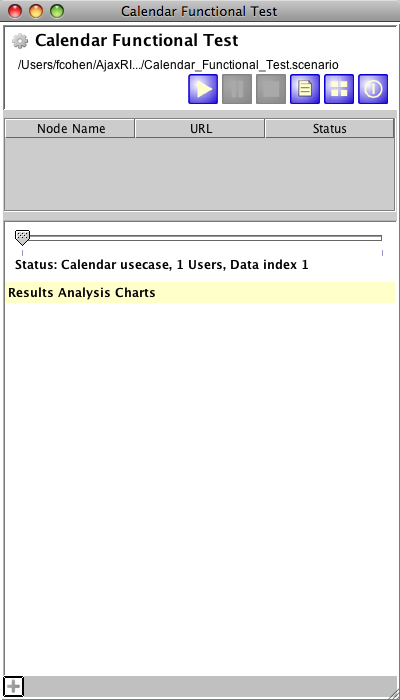 Calendar Functional Test
Calendar Functional Test
/Users/fcohen/AjaxRI.../Calendar_Functional_Test.scenario
Node Name URL Status
Status: Calendar usecase, 1 Users, Data index 1
Results Analysis Charts